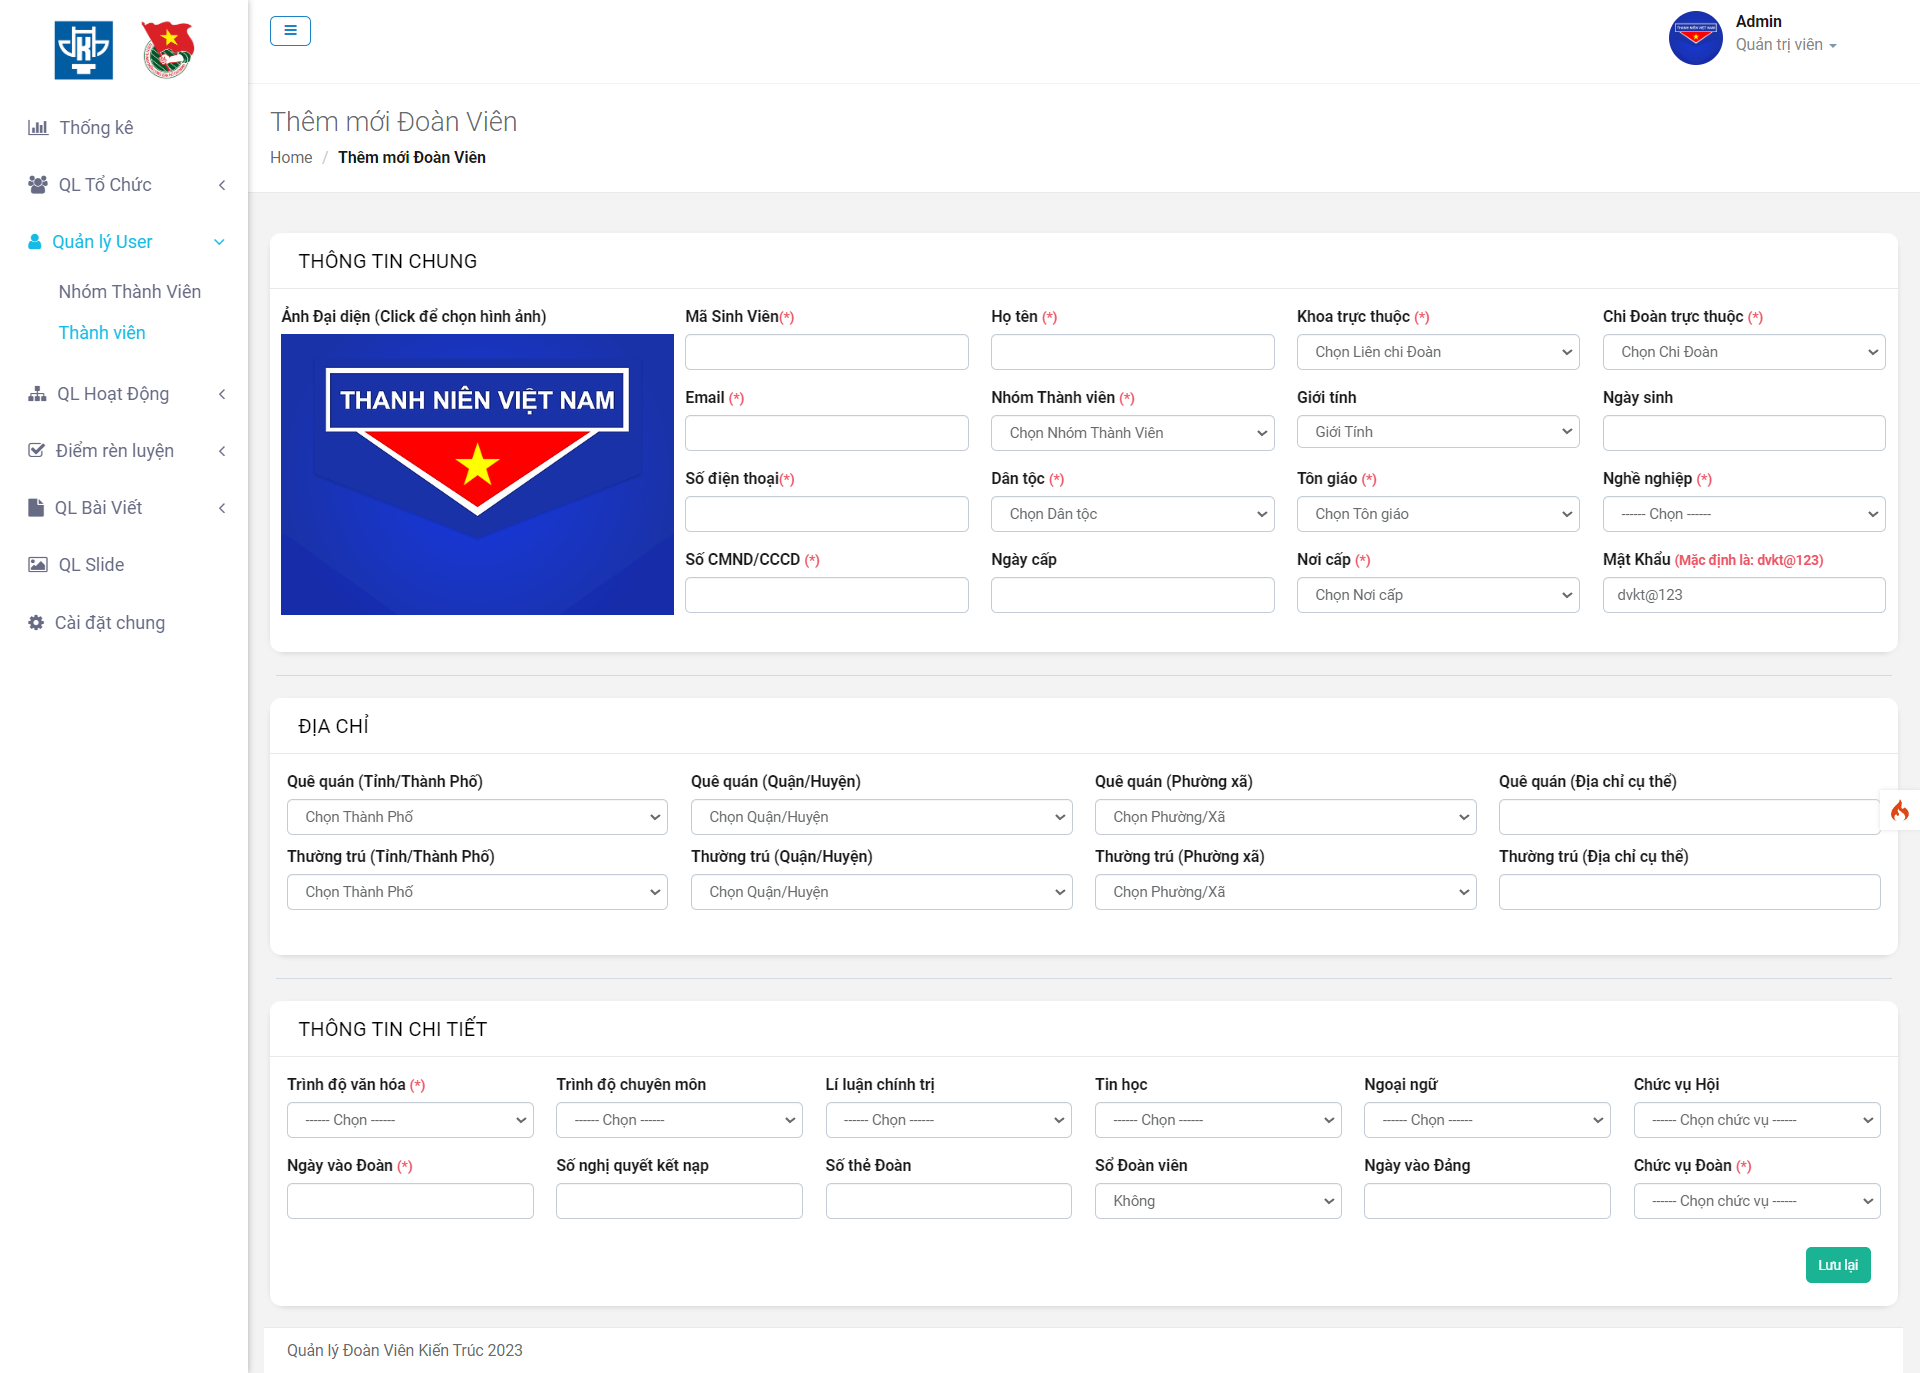 Admin
Quản trị viên
Thống kê
QL Tổ Chức
Quản lý User
Nhóm Thành Viên
Thành viên
QL Hoạt Động
Điểm rèn luyện
QL Bài Viết
QL Slide
Cài đặt chung
Thêm mới Đoàn Viên
Home / Thêm mới Đoàn Viên
THÔNG TIN CHUNG
Ảnh Đại diện (Click để chọn hình ảnh)
THANH NIÊN VIỆT NAM
Mã Sinh Viên(*) Họ tên (*) Khoa trực thuộc (*) Chi Đoàn trực thuộc (*)
Chọn Liên chi Đoàn Chọn Chi Đoàn
Email (*) Nhóm Thành viên (*) Giới tính Ngày sinh
Chọn Nhóm Thành Viên Giới Tính
Số điện thoại(*) Dân tộc (*) Tôn giáo (*) Nghề nghiệp (*)
Chọn Dân tộc Chọn Tôn giáo ------ Chọn ------
Số CMND/CCCD (*) Ngày cấp Nơi cấp (*) Mật Khẩu (Mặc định là: dvkt@123)
Chọn Nơi cấp dvkt@123
ĐỊA CHỈ
Quê quán (Tỉnh/Thành Phố) Quê quán (Quận/Huyện) Quê quán (Phường xã) Quê quán (Địa chỉ cụ thể)
Chọn Thành Phố Chọn Quận/Huyện Chọn Phường/Xã
Thường trú (Tỉnh/Thành Phố) Thường trú (Quận/Huyện) Thường trú (Phường xã) Thường trú (Địa chỉ cụ thể)
Chọn Thành Phố Chọn Quận/Huyện Chọn Phường/Xã
THÔNG TIN CHI TIẾT
Trình độ văn hóa (*) Trình độ chuyên môn Lí luận chính trị Tin học Ngoại ngữ Chức vụ Hội
------ Chọn ------ ------ Chọn ------ ------ Chọn ------ ------ Chọn ------ ------ Chọn ------ ------ Chọn chức vụ ------
Ngày vào Đoàn (*) Số nghị quyết kết nạp Số thẻ Đoàn Sổ Đoàn viên Ngày vào Đảng Chức vụ Đoàn (*)
Không ------ Chọn chức vụ ------
Lưu lại
Quản lý Đoàn Viên Kiến Trúc 2023